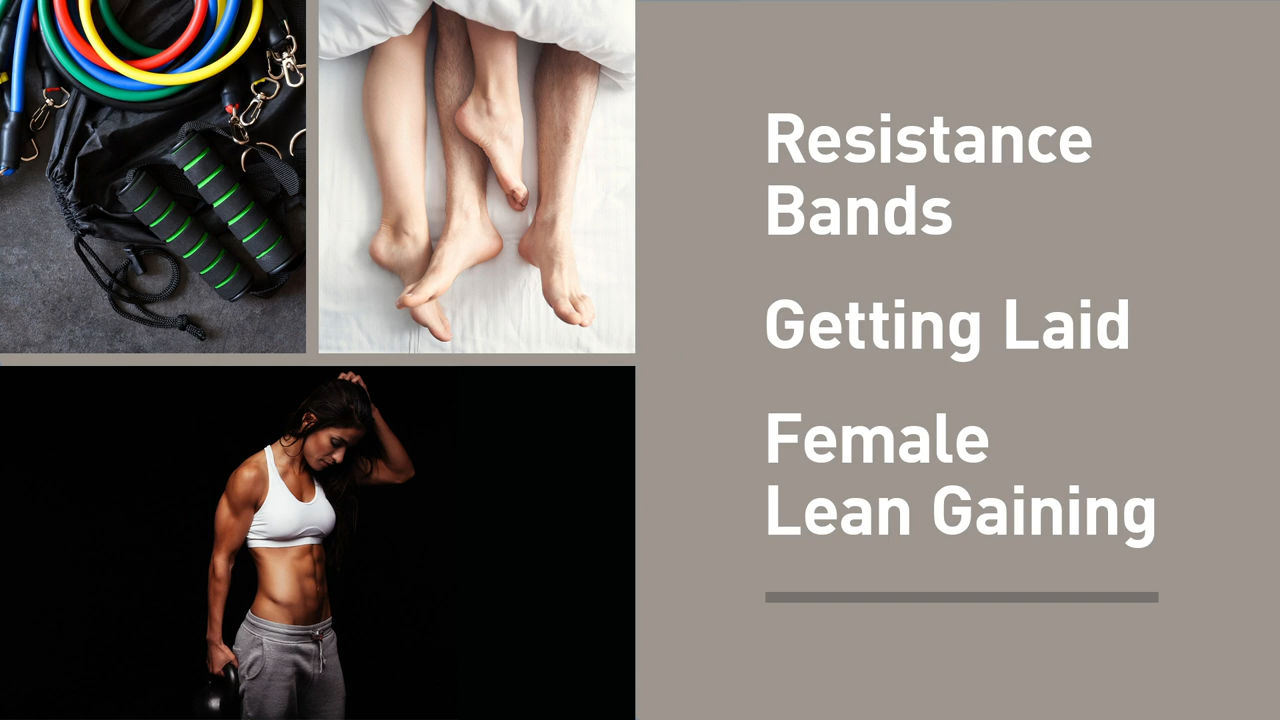 Resistance
Bands
Getting Laid
Female
Lean Gaining